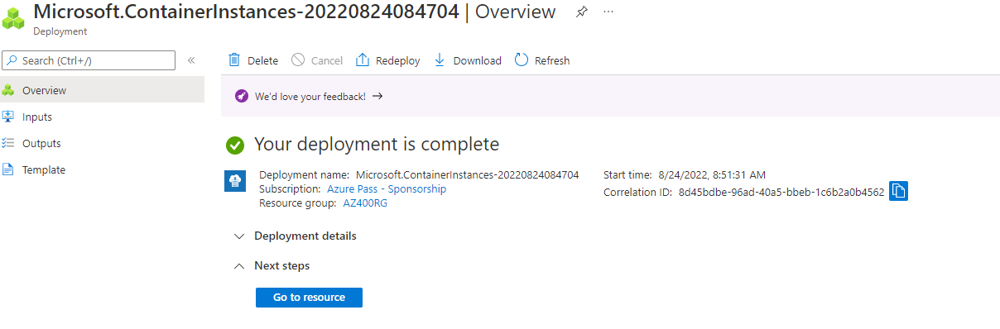 Microsoft.ContainerInstances-20220824084704 | Overview
Deployment
Search (Ctrl+/)
Delete
Cancel
Redeploy
Download
Refresh
Overview
Inputs
Outputs
Template
We'd love your feedback!
Your deployment is complete
Deployment name: Microsoft.ContainerInstances-20220824084704
Subscription: Azure Pass - Sponsorship
Resource group: AZ400RG
Start time: 8/24/2022, 8:51:31 AM
Correlation ID: 8d45bdbe-96ad-40a5-bbeb-1c6b2a0b4562
Deployment details
Next steps
Go to resource